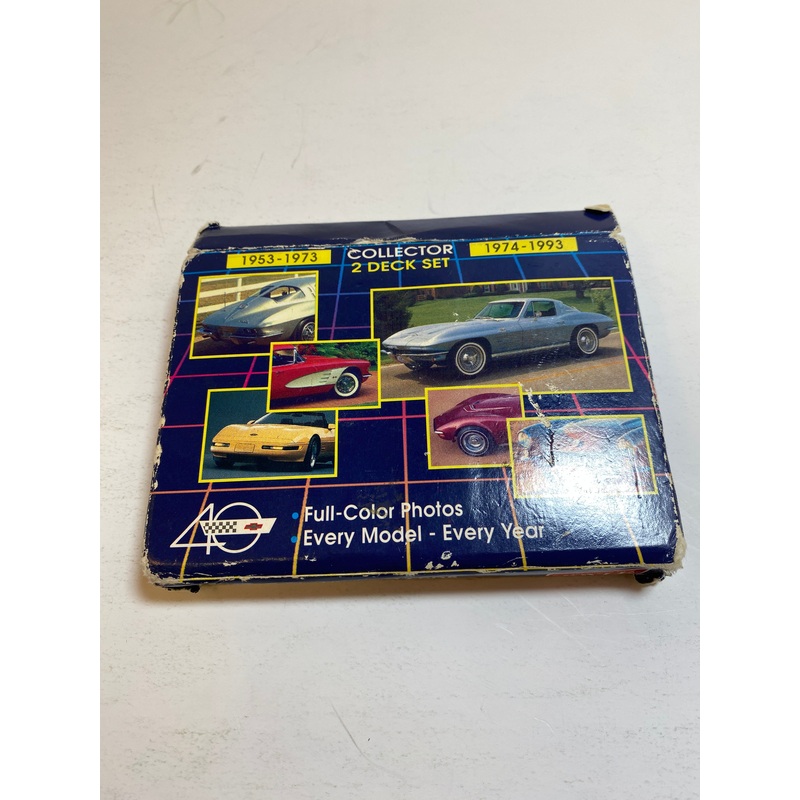 1953-1973
COLLECTOR
2 DECK SET
1974-1993
40
• Full-Color Photos
• Every Model - Every Year